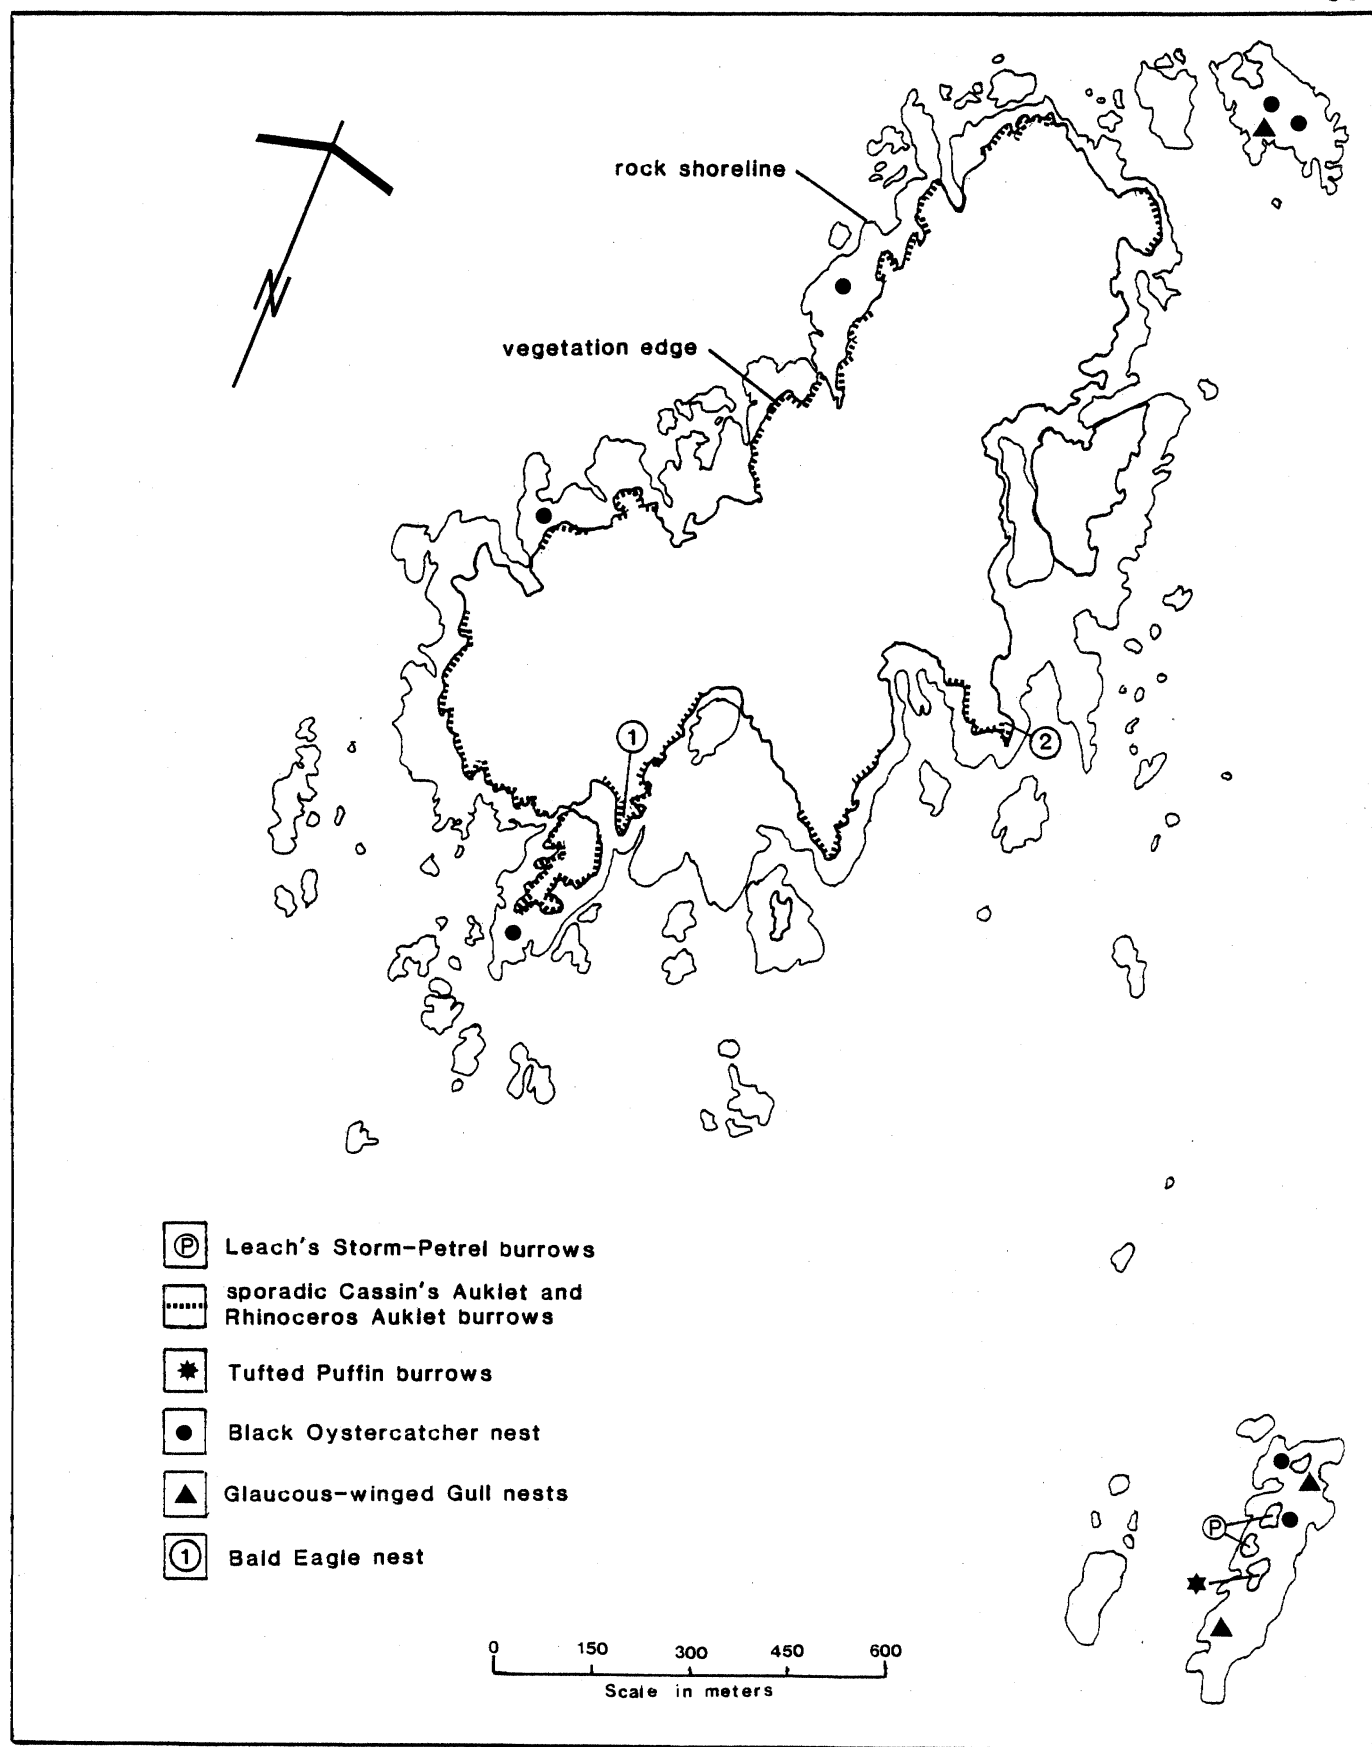 rock shoreline
vegetation edge
N
1
2
P Leach's Storm-Petrel burrows
sporadic Cassin's Auklet and
Rhinoceros Auklet burrows
Tufted Puffin burrows
Black Oystercatcher nest
Glaucous-winged Gull nests
1 Bald Eagle nest
P
0 150 300 450 600
Scale in meters